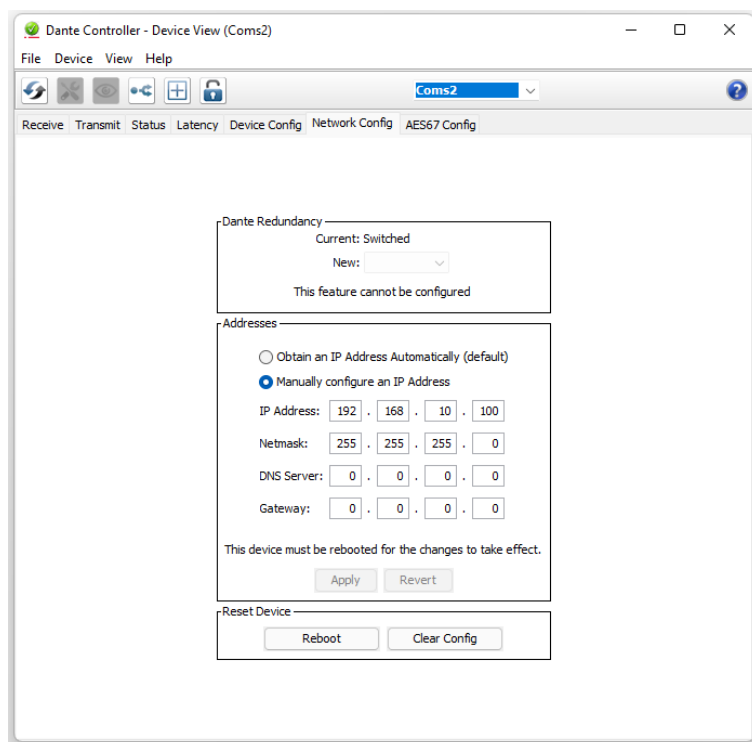 Dante Controller - Device View (Coms2)
File Device View Help
Coms2
Receive Transmit Status Latency Device Config Network Config AES67 Config
Dante Redundancy
Current: Switched
New:
This feature cannot be configured
Addresses
Obtain an IP Address Automatically (default)
Manually configure an IP Address
IP Address: 192 . 168 . 10 . 100
Netmask: 255 . 255 . 255 . 0
DNS Server: 0 . 0 . 0 . 0
Gateway: 0 . 0 . 0 . 0
This device must be rebooted for the changes to take effect.
Apply Revert
Reset Device
Reboot Clear Config